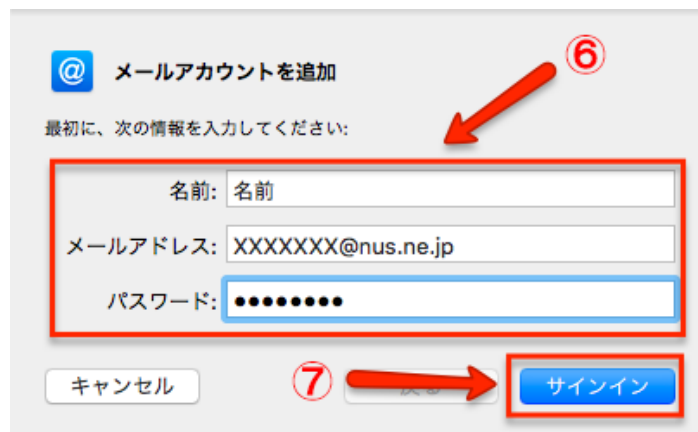 メールアカウントを追加
⑥
最初に、次の情報を入力してください:
名前: 名前
メールアドレス: XXXXXXX@nus.ne.jp
パスワード: ●●●●●●●●
キャンセル ⑦ 戻る サインイン